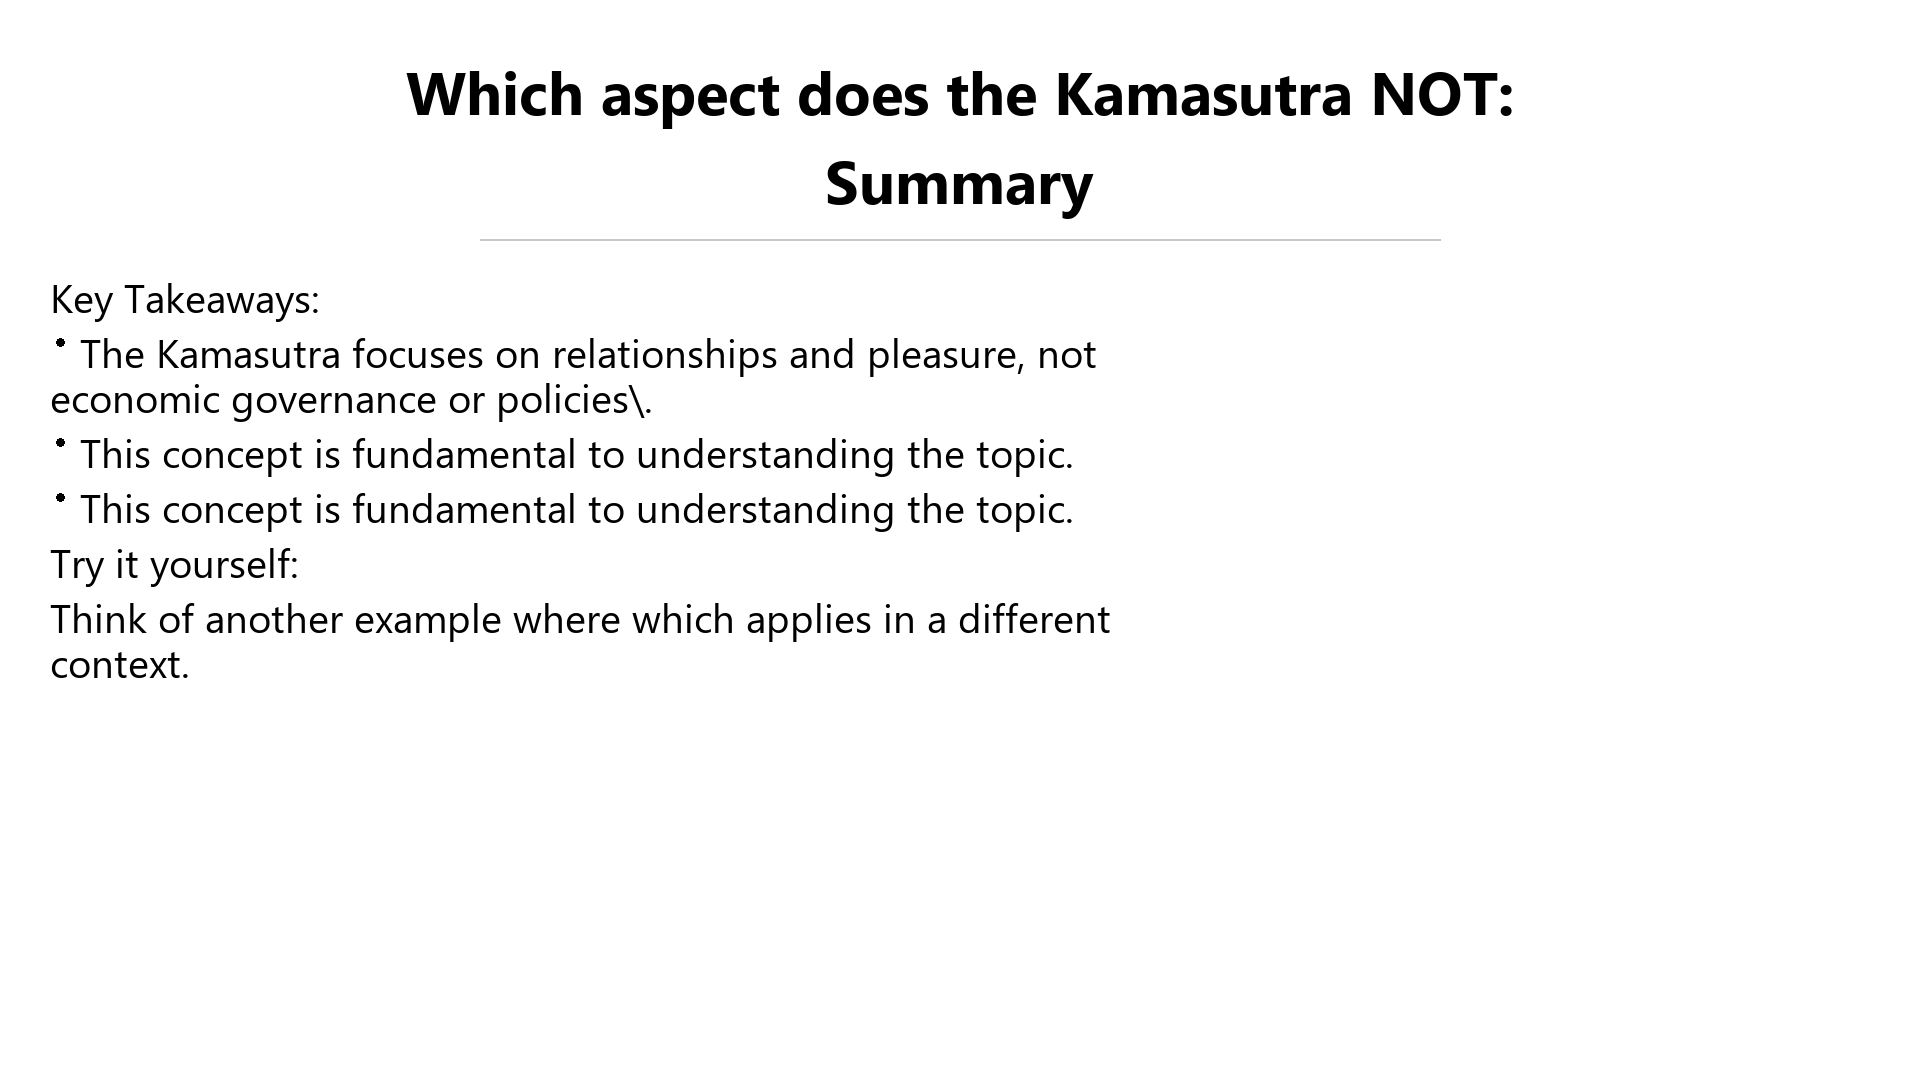 Which aspect does the Kamasutra NOT:
Summary
Key Takeaways:
• The Kamasutra focuses on relationships and pleasure, not
economic governance or policies\.
• This concept is fundamental to understanding the topic.
• This concept is fundamental to understanding the topic.
Try it yourself:
Think of another example where which applies in a different
context.